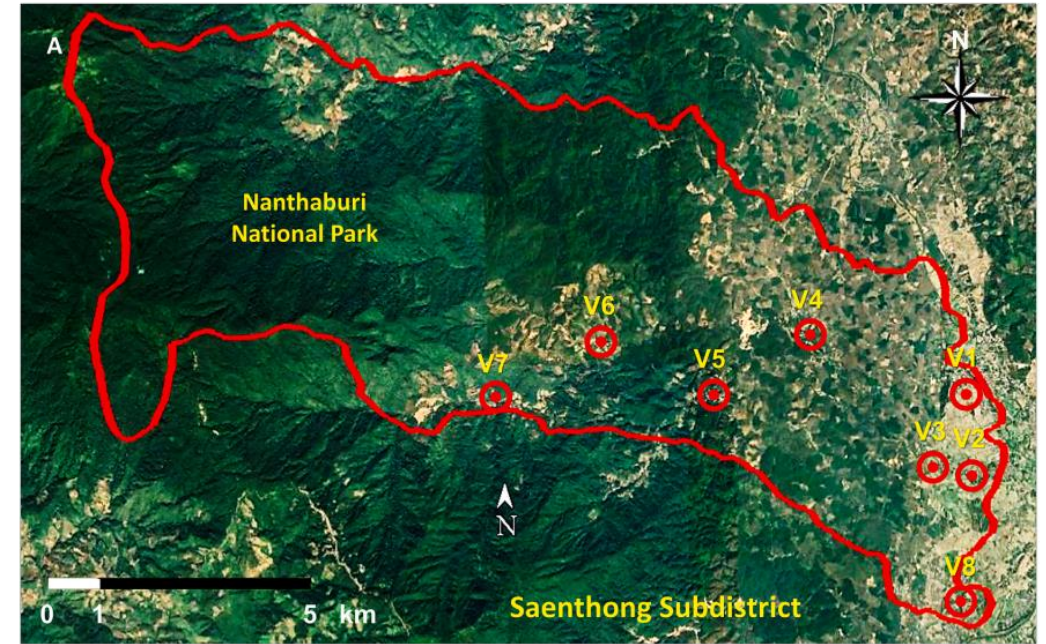 A
N
Nanthaburi
National Park
V6
V4
V7
V5
V1
V3
V2
N
V8
0 1 5 km
Saenthong Subdistrict